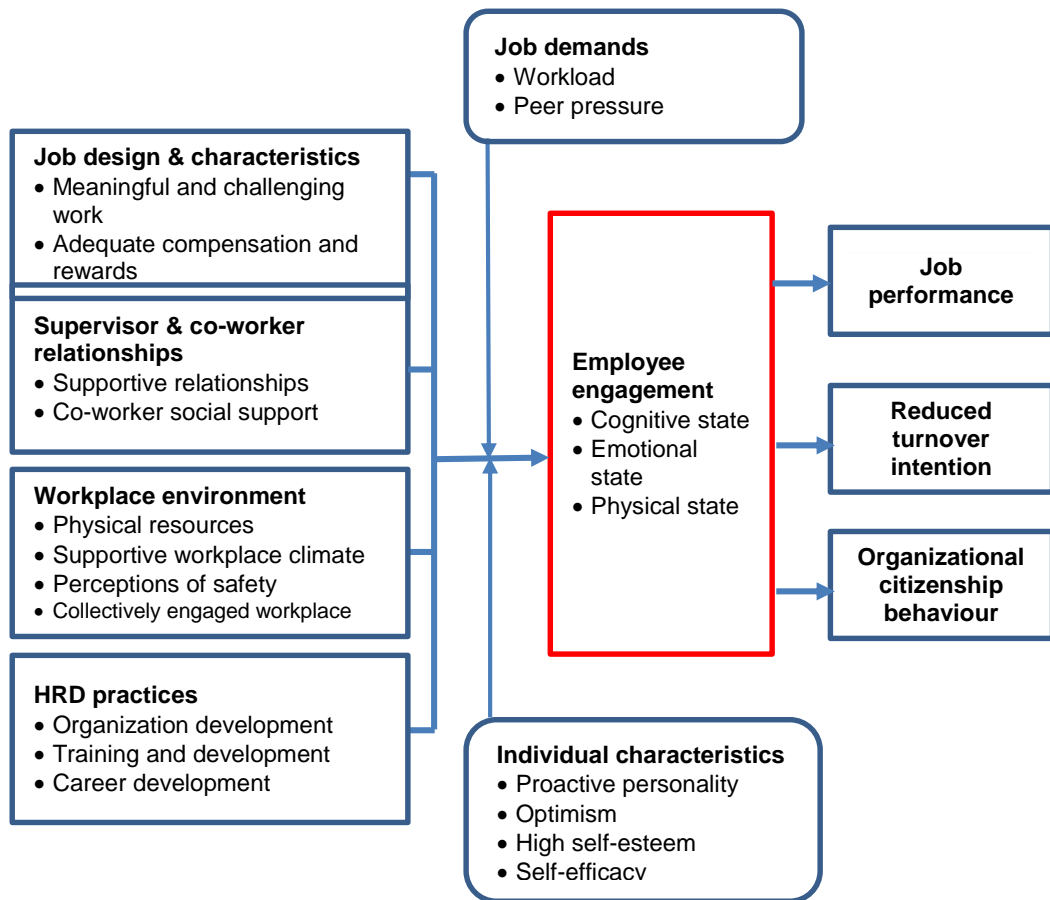 Job demands
• Workload
• Peer pressure
Job design & characteristics
• Meaningful and challenging
work
• Adequate compensation and
rewards
Supervisor & co-worker
relationships
• Supportive relationships
• Co-worker social support
Workplace environment
• Physical resources
• Supportive workplace climate
• Perceptions of safety
• Collectively engaged workplace
HRD practices
• Organization development
• Training and development
• Career development
Employee
engagement
• Cognitive state
• Emotional
state
• Physical state
Individual characteristics
• Proactive personality
• Optimism
• High self-esteem
• Self-efficacy
Job
performance
Reduced
turnover
intention
Organizational
citizenship
behaviour